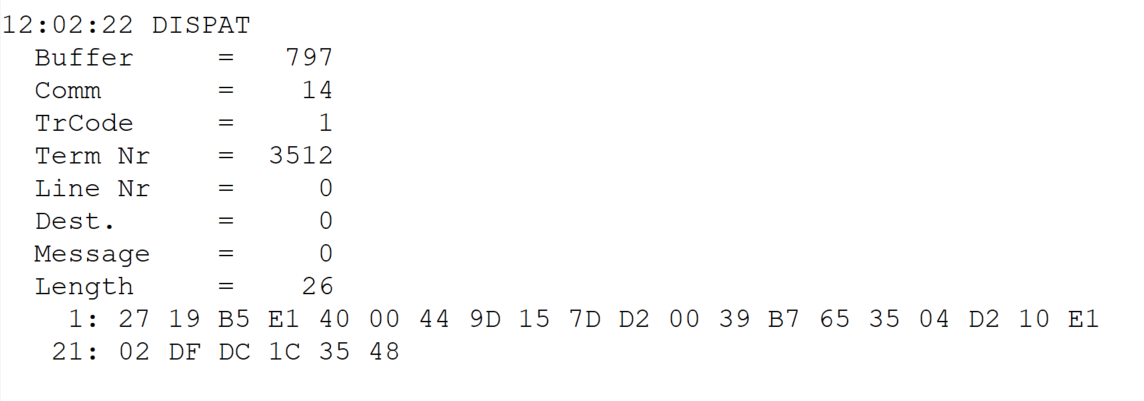 12:02:22 DISPAT
  Buffer     =   797
  Comm       =    14
  TrCode     =     1
  Term Nr    =  3512
  Line Nr    =     0
  Dest.      =     0
  Message    =     0
  Length     =    26
    1: 27 19 B5 E1 40 00 44 9D 15 7D D2 00 39 B7 65 35 04 D2 10 E1
   21: 02 DF DC 1C 35 48